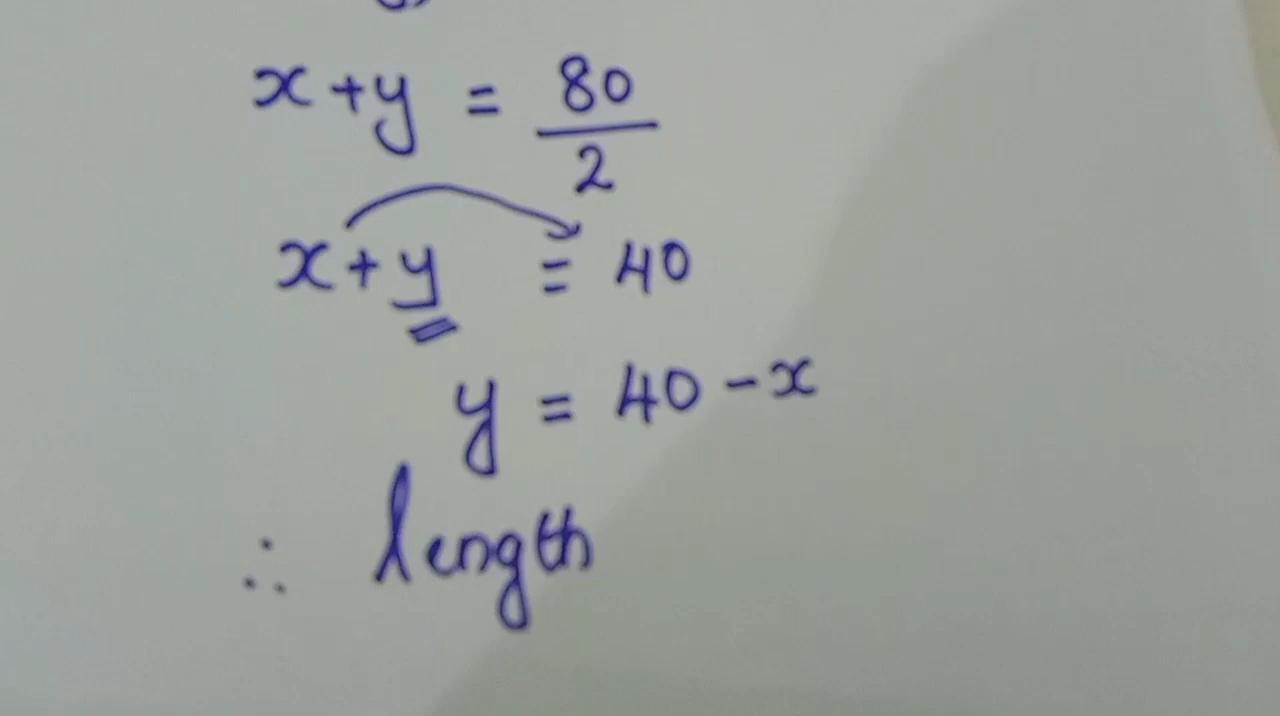 x + y = 80/2
x + y = 40
y = 40 - x
∴ length